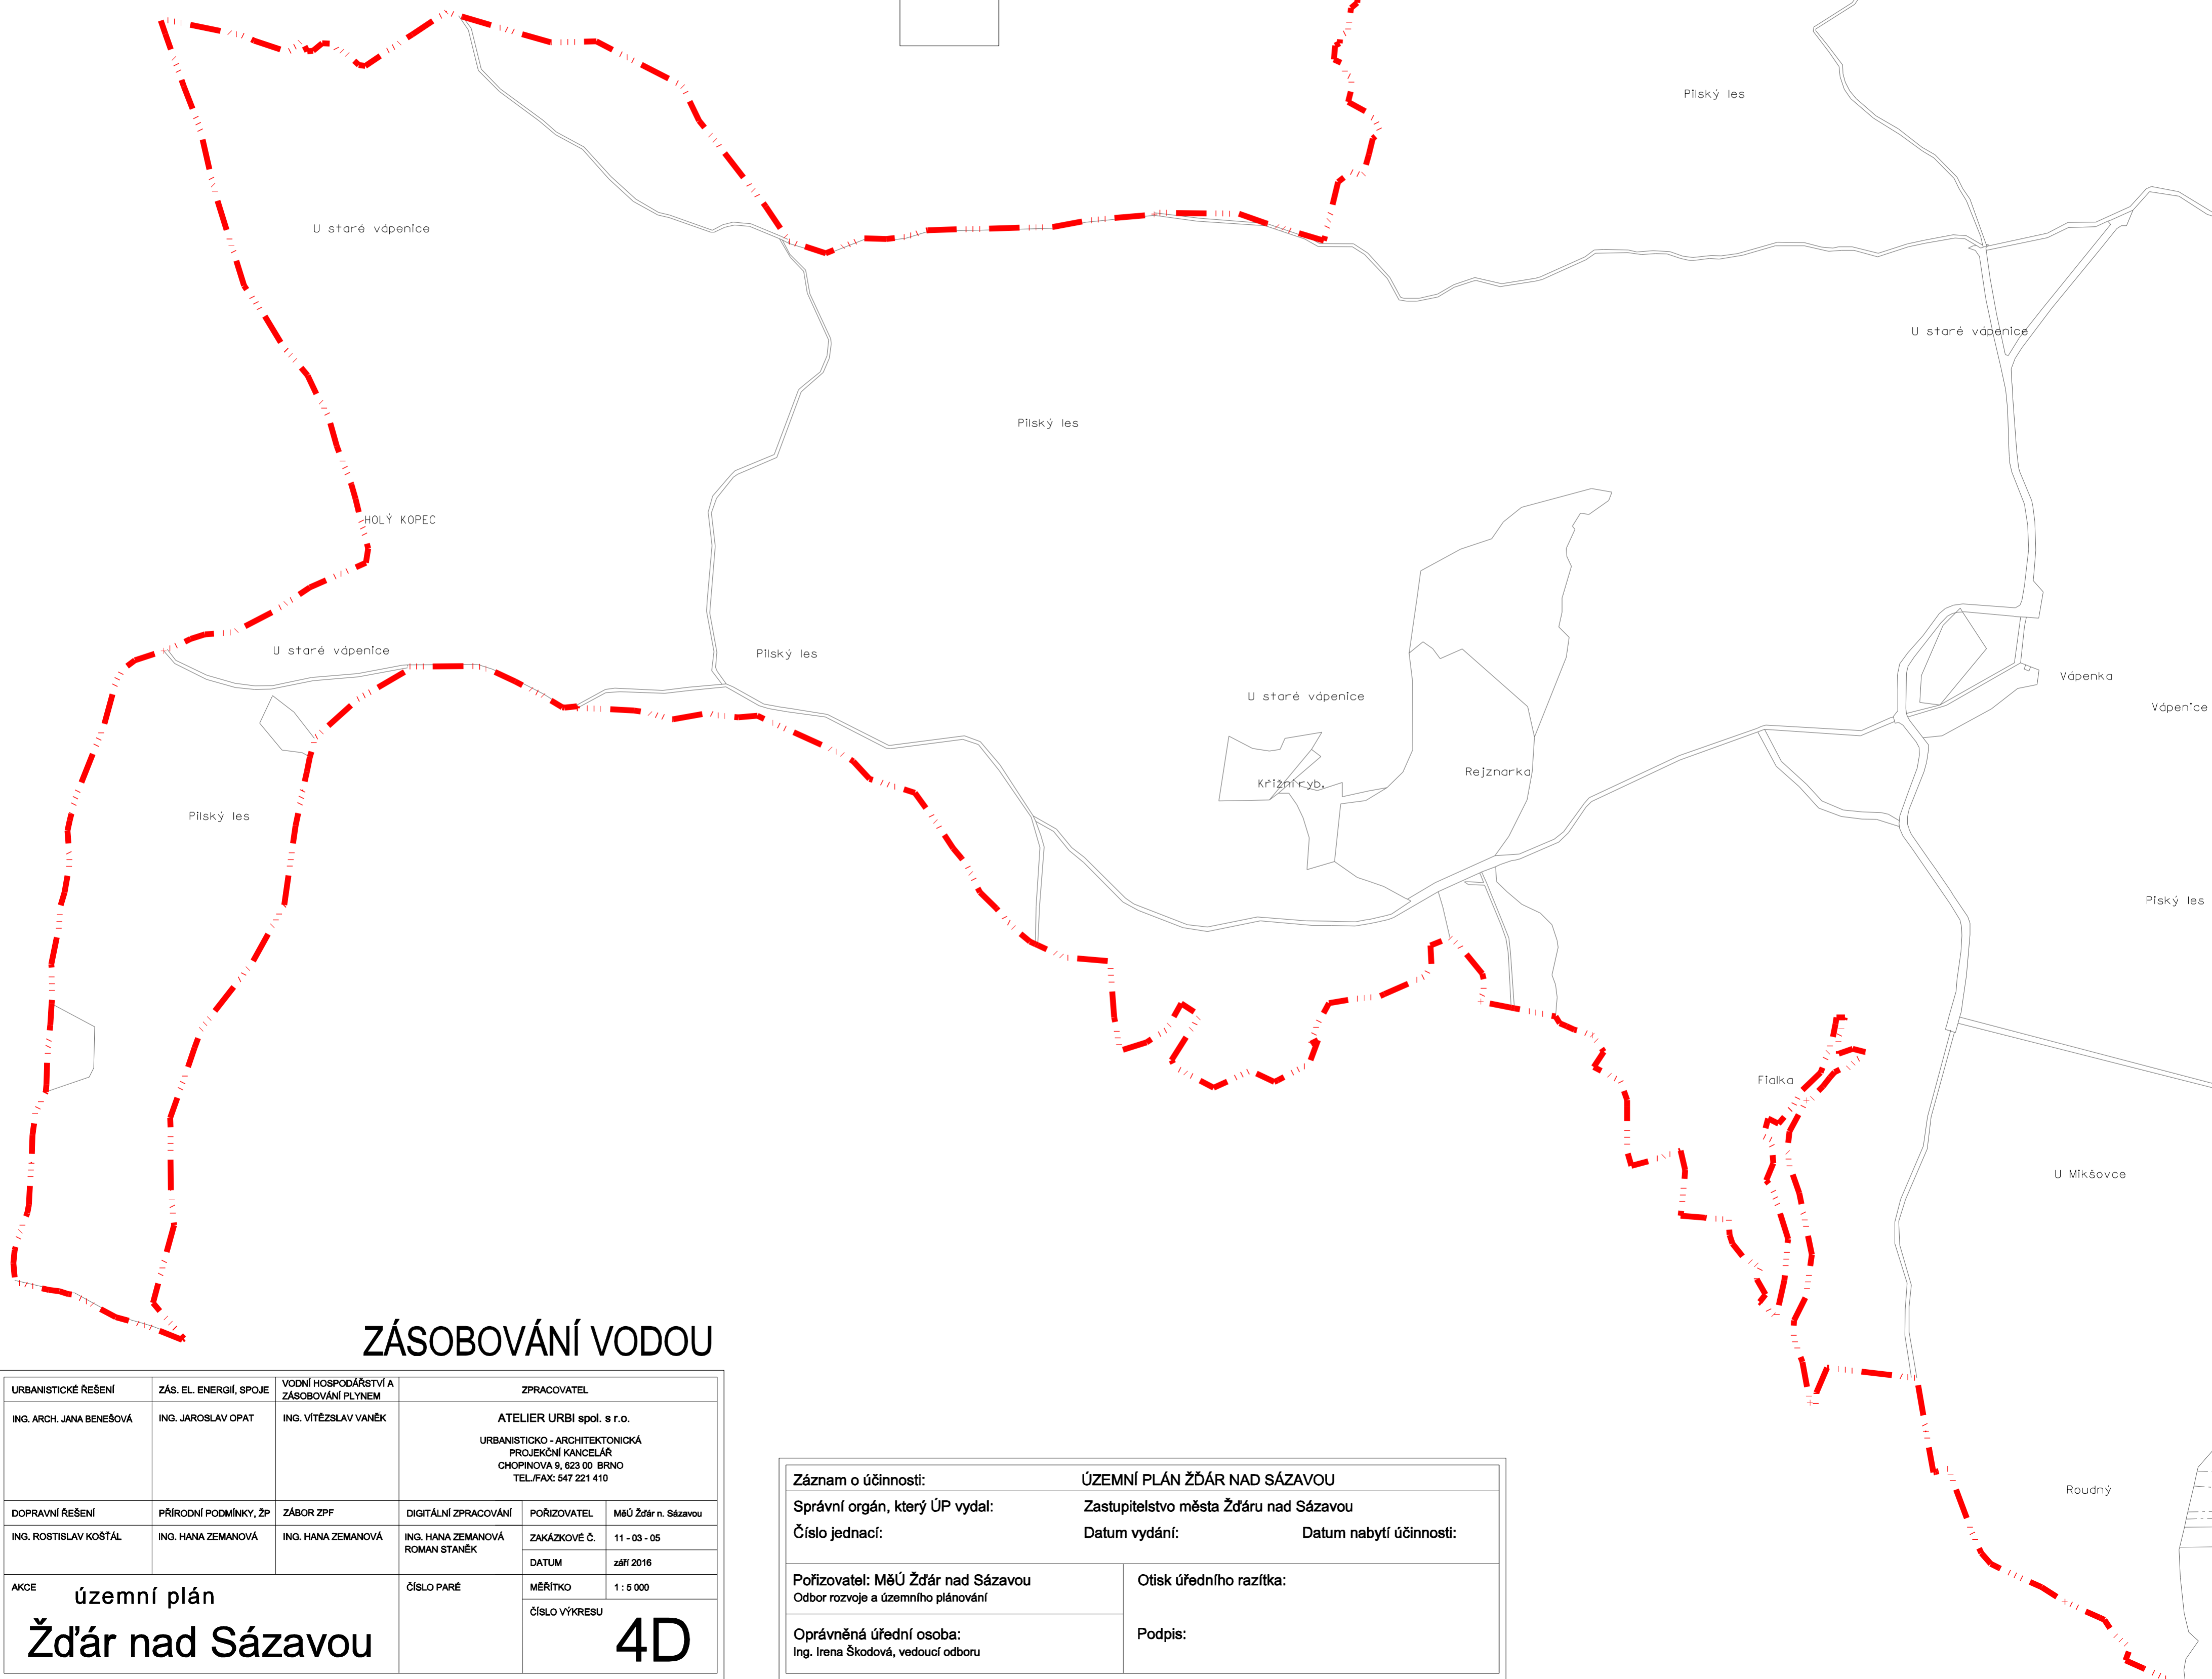 Pilský les
U staré vápenice
U staré vápenice
Pilský les
HOLÝ KOPEC
U staré vápenice
Pilský les
U staré vápenice
Vápenka
Vápenice
Křižní ryb.
Rejznarka
Pilský les
Pišký les
Fialka
U Mikšovce
Roudný
ZÁSOBOVÁNÍ VODOU
URBANISTICKÉ ŘEŠENÍ
ZÁS. EL. ENERGIÍ, SPOJE
VODNÍ HOSPODÁŘSTVÍ A
ZÁSOBOVÁNÍ PLYNEM
ZPRACOVATEL
ING. ARCH. JANA BENEŠOVÁ
ING. JAROSLAV OPAT
ING. VÍTĚZSLAV VANĚK
ATELIER URBI spol. s r.o.
URBANISTICKO - ARCHITEKTONICKÁ
PROJEKČNÍ KANCELÁŘ
CHOPINOVA 9, 623 00 BRNO
TEL./FAX: 547 221 410
DOPRAVNÍ ŘEŠENÍ
PŘÍRODNÍ PODMÍNKY, ŽP
ZÁBOR ZPF
DIGITÁLNÍ ZPRACOVÁNÍ
POŘIZOVATEL
MěÚ Žďár n. Sázavou
ING. ROSTISLAV KOŠŤÁL
ING. HANA ZEMANOVÁ
ING. HANA ZEMANOVÁ
ING. HANA ZEMANOVÁ
ROMAN STANĚK
ZAKÁZKOVÉ Č.
11 - 03 - 05
DATUM
září 2016
AKCE
územní plán
Žďár nad Sázavou
ČÍSLO PARÉ
MĚŘÍTKO
1 : 5 000
ČÍSLO VÝKRESU
4D
Záznam o účinnosti:
ÚZEMNÍ PLÁN ŽĎÁR NAD SÁZAVOU
Správní orgán, který ÚP vydal:
Zastupitelstvo města Žďáru nad Sázavou
Číslo jednací:
Datum vydání:
Datum nabytí účinnosti:
Pořizovatel: MěÚ Žďár nad Sázavou
Odbor rozvoje a územního plánování
Otisk úředního razítka:
Oprávněná úřední osoba:
Ing. Irena Škodová, vedoucí odboru
Podpis: